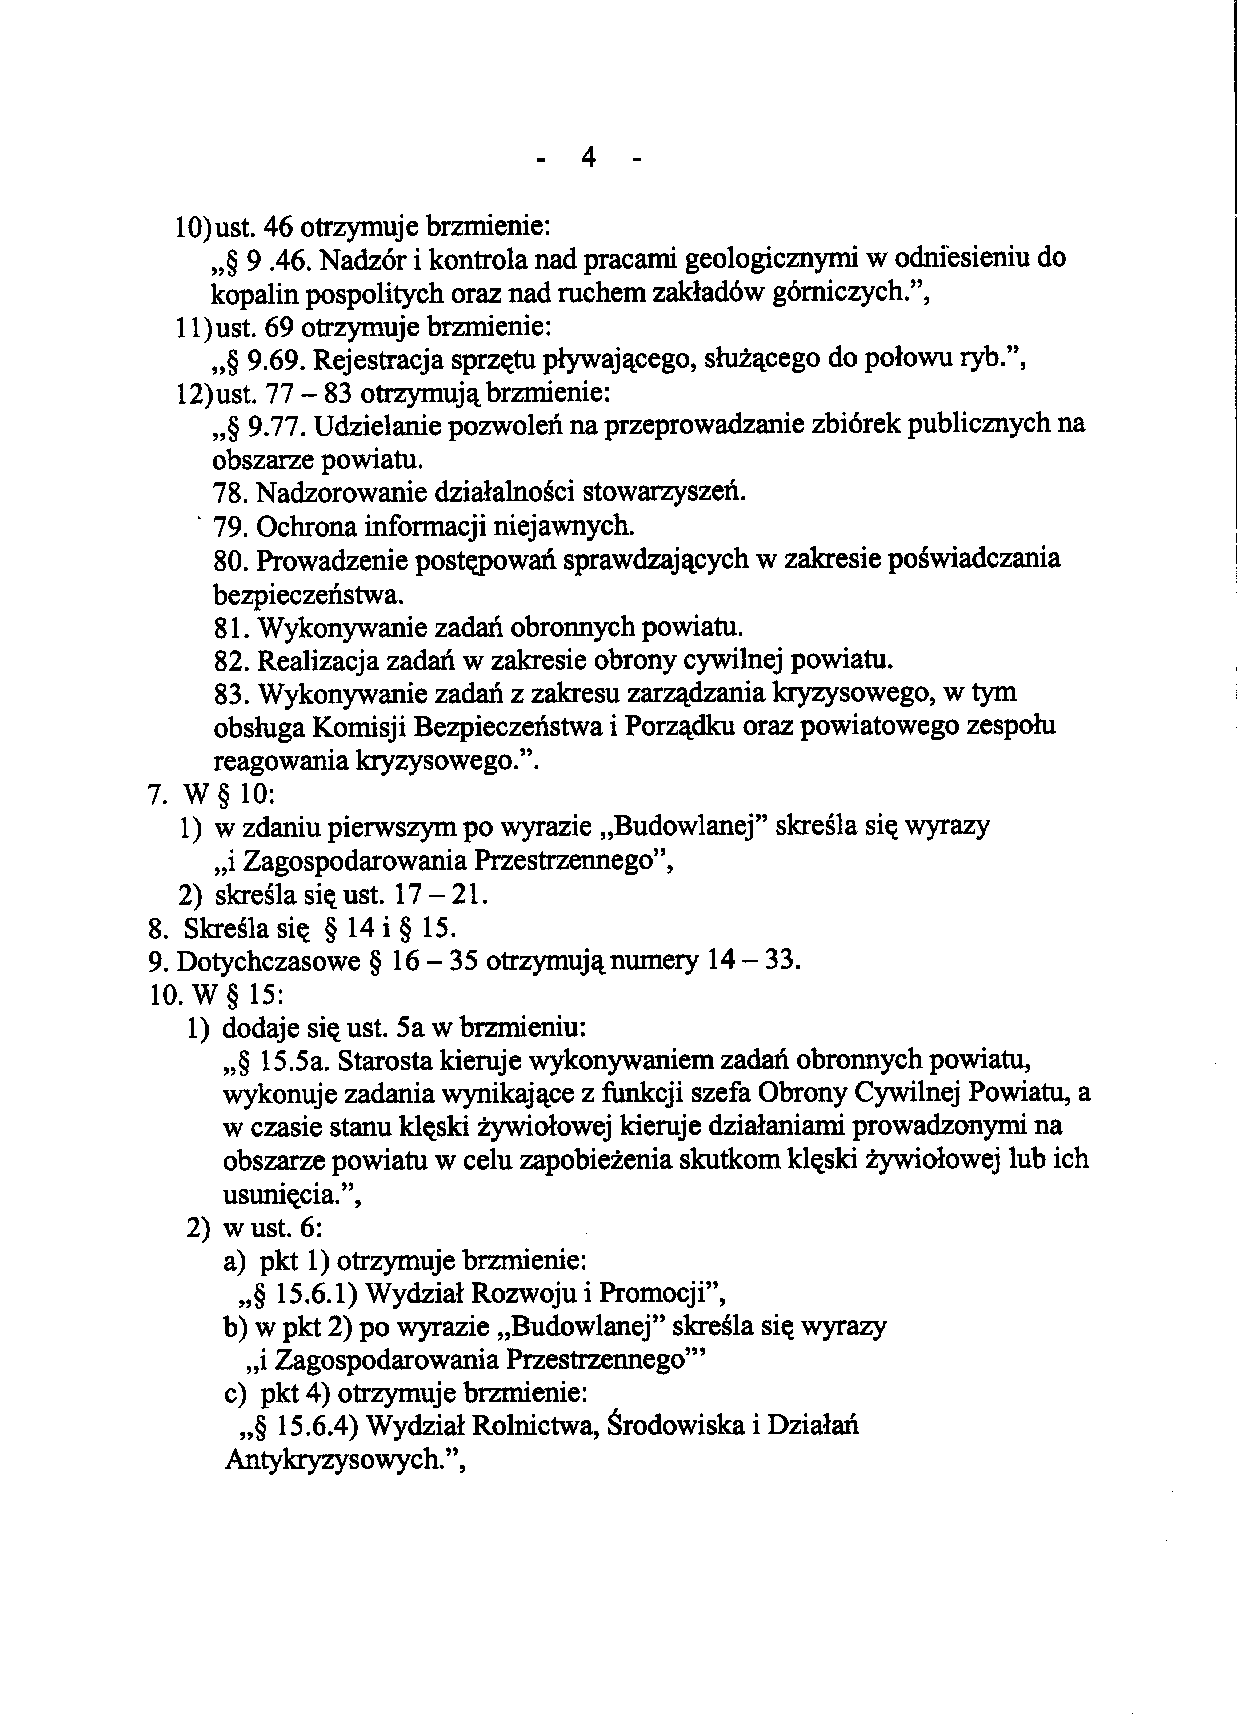 - 4 -
10)ust. 46 otrzymuje brzmienie:
„§ 9 .46. Nadzór i kontrola nad pracami geologicznymi w odniesieniu do
kopalin pospolitych oraz nad ruchem zakładów górniczych.”,
11)ust. 69 otrzymuje brzmienie:
„§ 9.69. Rejestracja sprzętu pływającego, służącego do połowu ryb.”,
12)ust. 77 – 83 otrzymują brzmienie:
„§ 9.77. Udzielanie pozwoleń na przeprowadzanie zbiórek publicznych na
obszarze powiatu.
78. Nadzorowanie działalności stowarzyszeń.
79. Ochrona informacji niejawnych.
80. Prowadzenie postępowań sprawdzających w zakresie poświadczania
bezpieczeństwa.
81. Wykonywanie zadań obronnych powiatu.
82. Realizacja zadań w zakresie obrony cywilnej powiatu.
83. Wykonywanie zadań z zakresu zarządzania kryzysowego, w tym
obsługa Komisji Bezpieczeństwa i Porządku oraz powiatowego zespołu
reagowania kryzysowego.”.
7. W § 10:
1) w zdaniu pierwszym po wyrazie „Budowlanej” skreśla się wyrazy
„i Zagospodarowania Przestrzennego”,
2) skreśla się ust. 17 – 21.
8. Skreśla się § 14 i § 15.
9. Dotychczasowe § 16 – 35 otrzymują numery 14 – 33.
10. W § 15:
1) dodaje się ust. 5a w brzmieniu:
„§ 15.5a. Starosta kieruje wykonywaniem zadań obronnych powiatu,
wykonuje zadania wynikające z funkcji szefa Obrony Cywilnej Powiatu, a
w czasie stanu klęski żywiołowej kieruje działaniami prowadzonymi na
obszarze powiatu w celu zapobieżenia skutkom klęski żywiołowej lub ich
usunięcia.”,
2) w ust. 6:
a) pkt 1) otrzymuje brzmienie:
„§ 15.6.1) Wydział Rozwoju i Promocji”,
b) w pkt 2) po wyrazie „Budowlanej” skreśla się wyrazy
„i Zagospodarowania Przestrzennego”’
c) pkt 4) otrzymuje brzmienie:
„§ 15.6.4) Wydział Rolnictwa, Środowiska i Działań
Antykryzysowych.”,